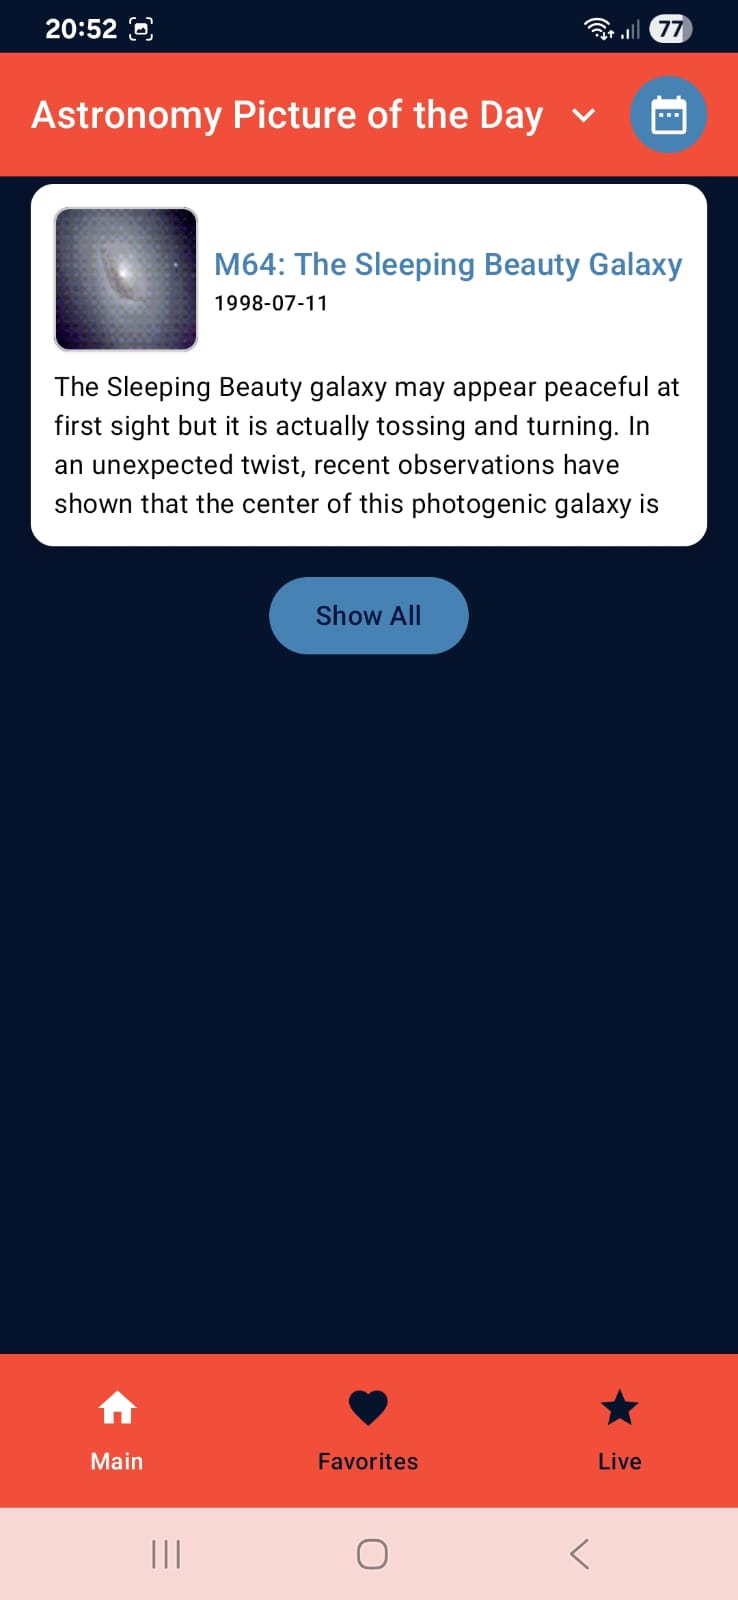 20:52
77
Astronomy Picture of the Day
M64: The Sleeping Beauty Galaxy
1998-07-11
The Sleeping Beauty galaxy may appear peaceful at
first sight but it is actually tossing and turning. In
an unexpected twist, recent observations have
shown that the center of this photogenic galaxy is
Show All
Main
Favorites
Live